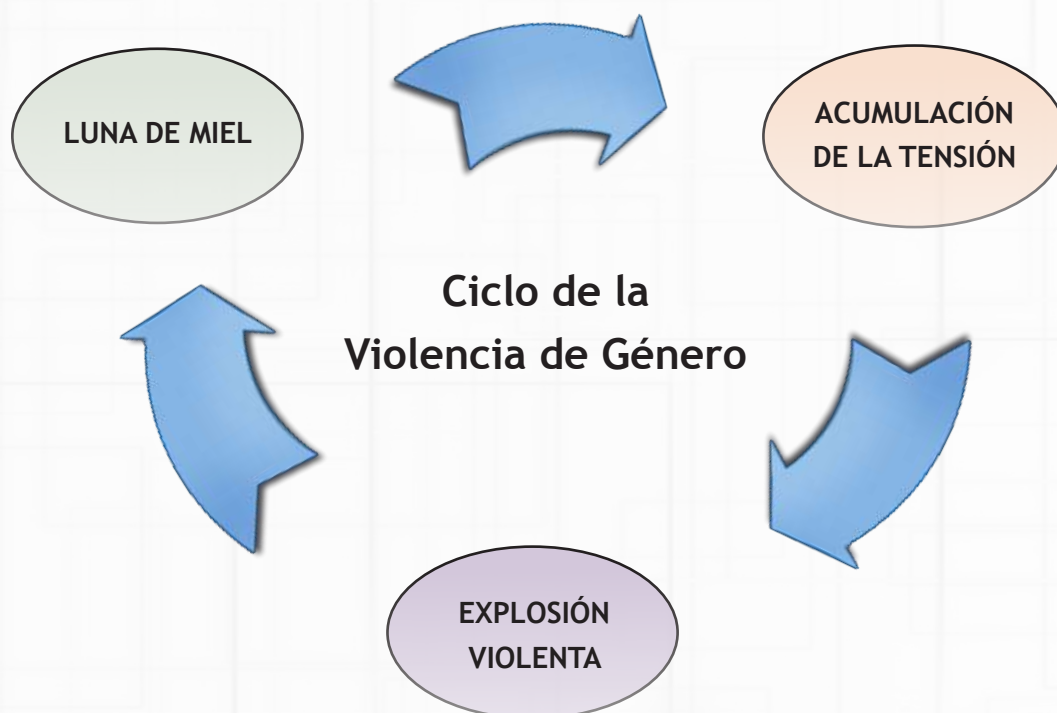 LUNA DE MIEL
ACUMULACIÓN
DE LA TENSIÓN
Ciclo de la
Violencia de Género
EXPLOSIÓN
VIOLENTA